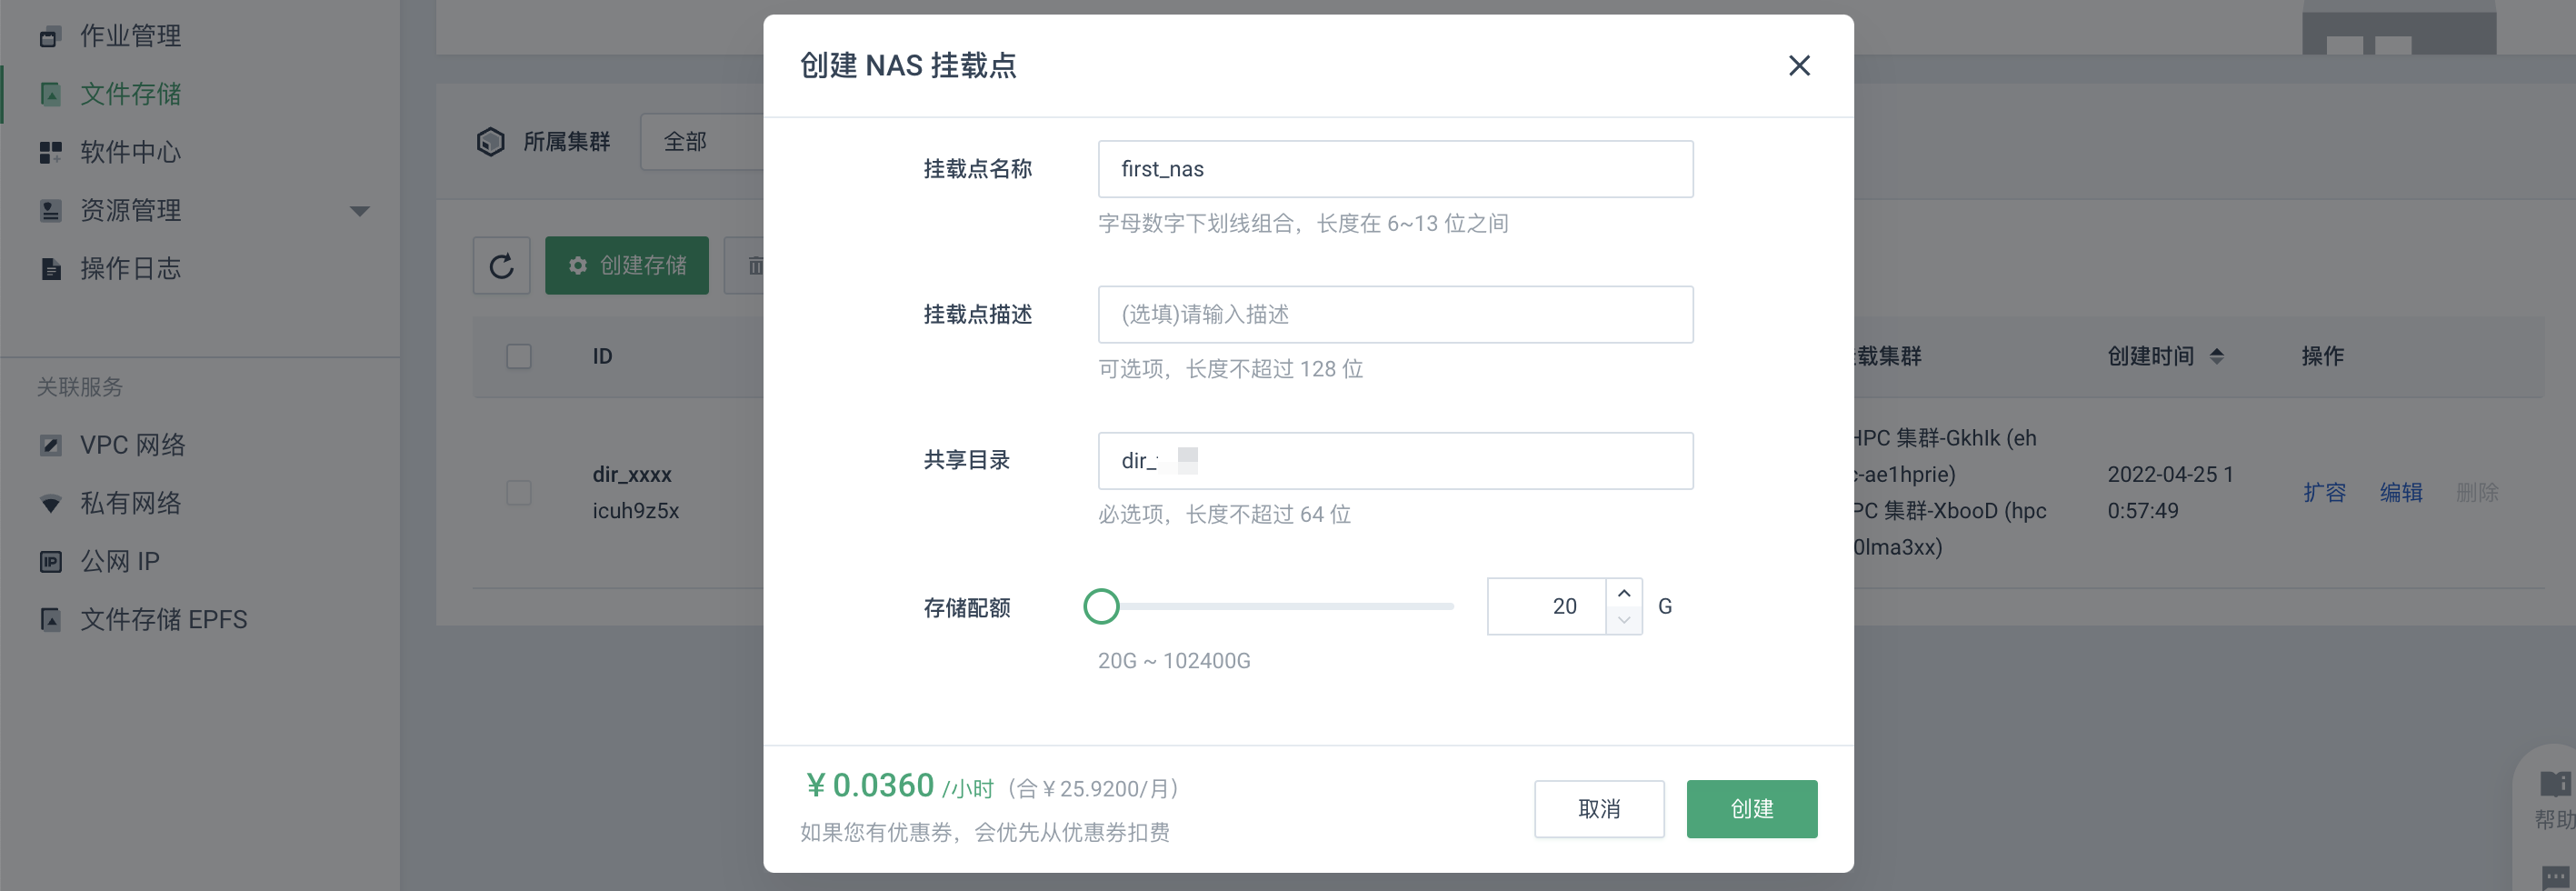 作业管理
文件存储
软件中心
资源管理
操作日志
关联服务
VPC 网络
私有网络
IP 公网 IP
文件存储 EPFS
所属集群 全部
创建存储
ID
载集群 创建时间 操作
dir_xxxx
icuh9z5x
HPC 集群-GkhIk (eh
c-ae1hprie)
PC 集群-XbooD (hpc
0lma3xx)
2022-04-25 1
0:57:49
扩容 编辑 删除
创建 NAS 挂载点
挂载点名称 first_nas
字母数字下划线组合，长度在 6~13 位之间
挂载点描述 (选填)请输入描述
可选项，长度不超过 128 位
共享目录 dir_
必选项，长度不超过 64 位
存储配额 20 G
20G ~ 102400G
¥ 0.0360 /小时（合 ¥ 25.9200/月）
如果您有优惠券，会优先从优惠券扣费
取消 创建
帮助